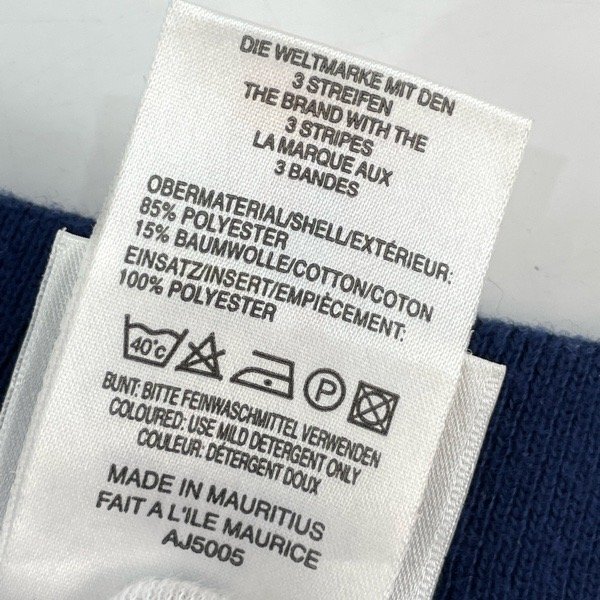 DIE WELTMARKE MIT DEN
3 STREIFEN
THE BRAND WITH THE
3 STRIPES
LA MARQUE AUX
3 BANDES
OBERMATERIAL/SHELL/EXTÉRIEUR:
85% POLYESTER
15% BAUMWOLLE/COTTON/COTON
EINSATZ/INSERT/EMPIÈCEMENT:
100% POLYESTER
40°C P
BUNT: BITTE FEINWASCHMITTEL VERWENDEN
COLOURED: USE MILD DETERGENT ONLY
COULEUR: DÉTERGENT DOUX
MADE IN MAURITIUS
FAIT A L'ILE MAURICE
AJ5005